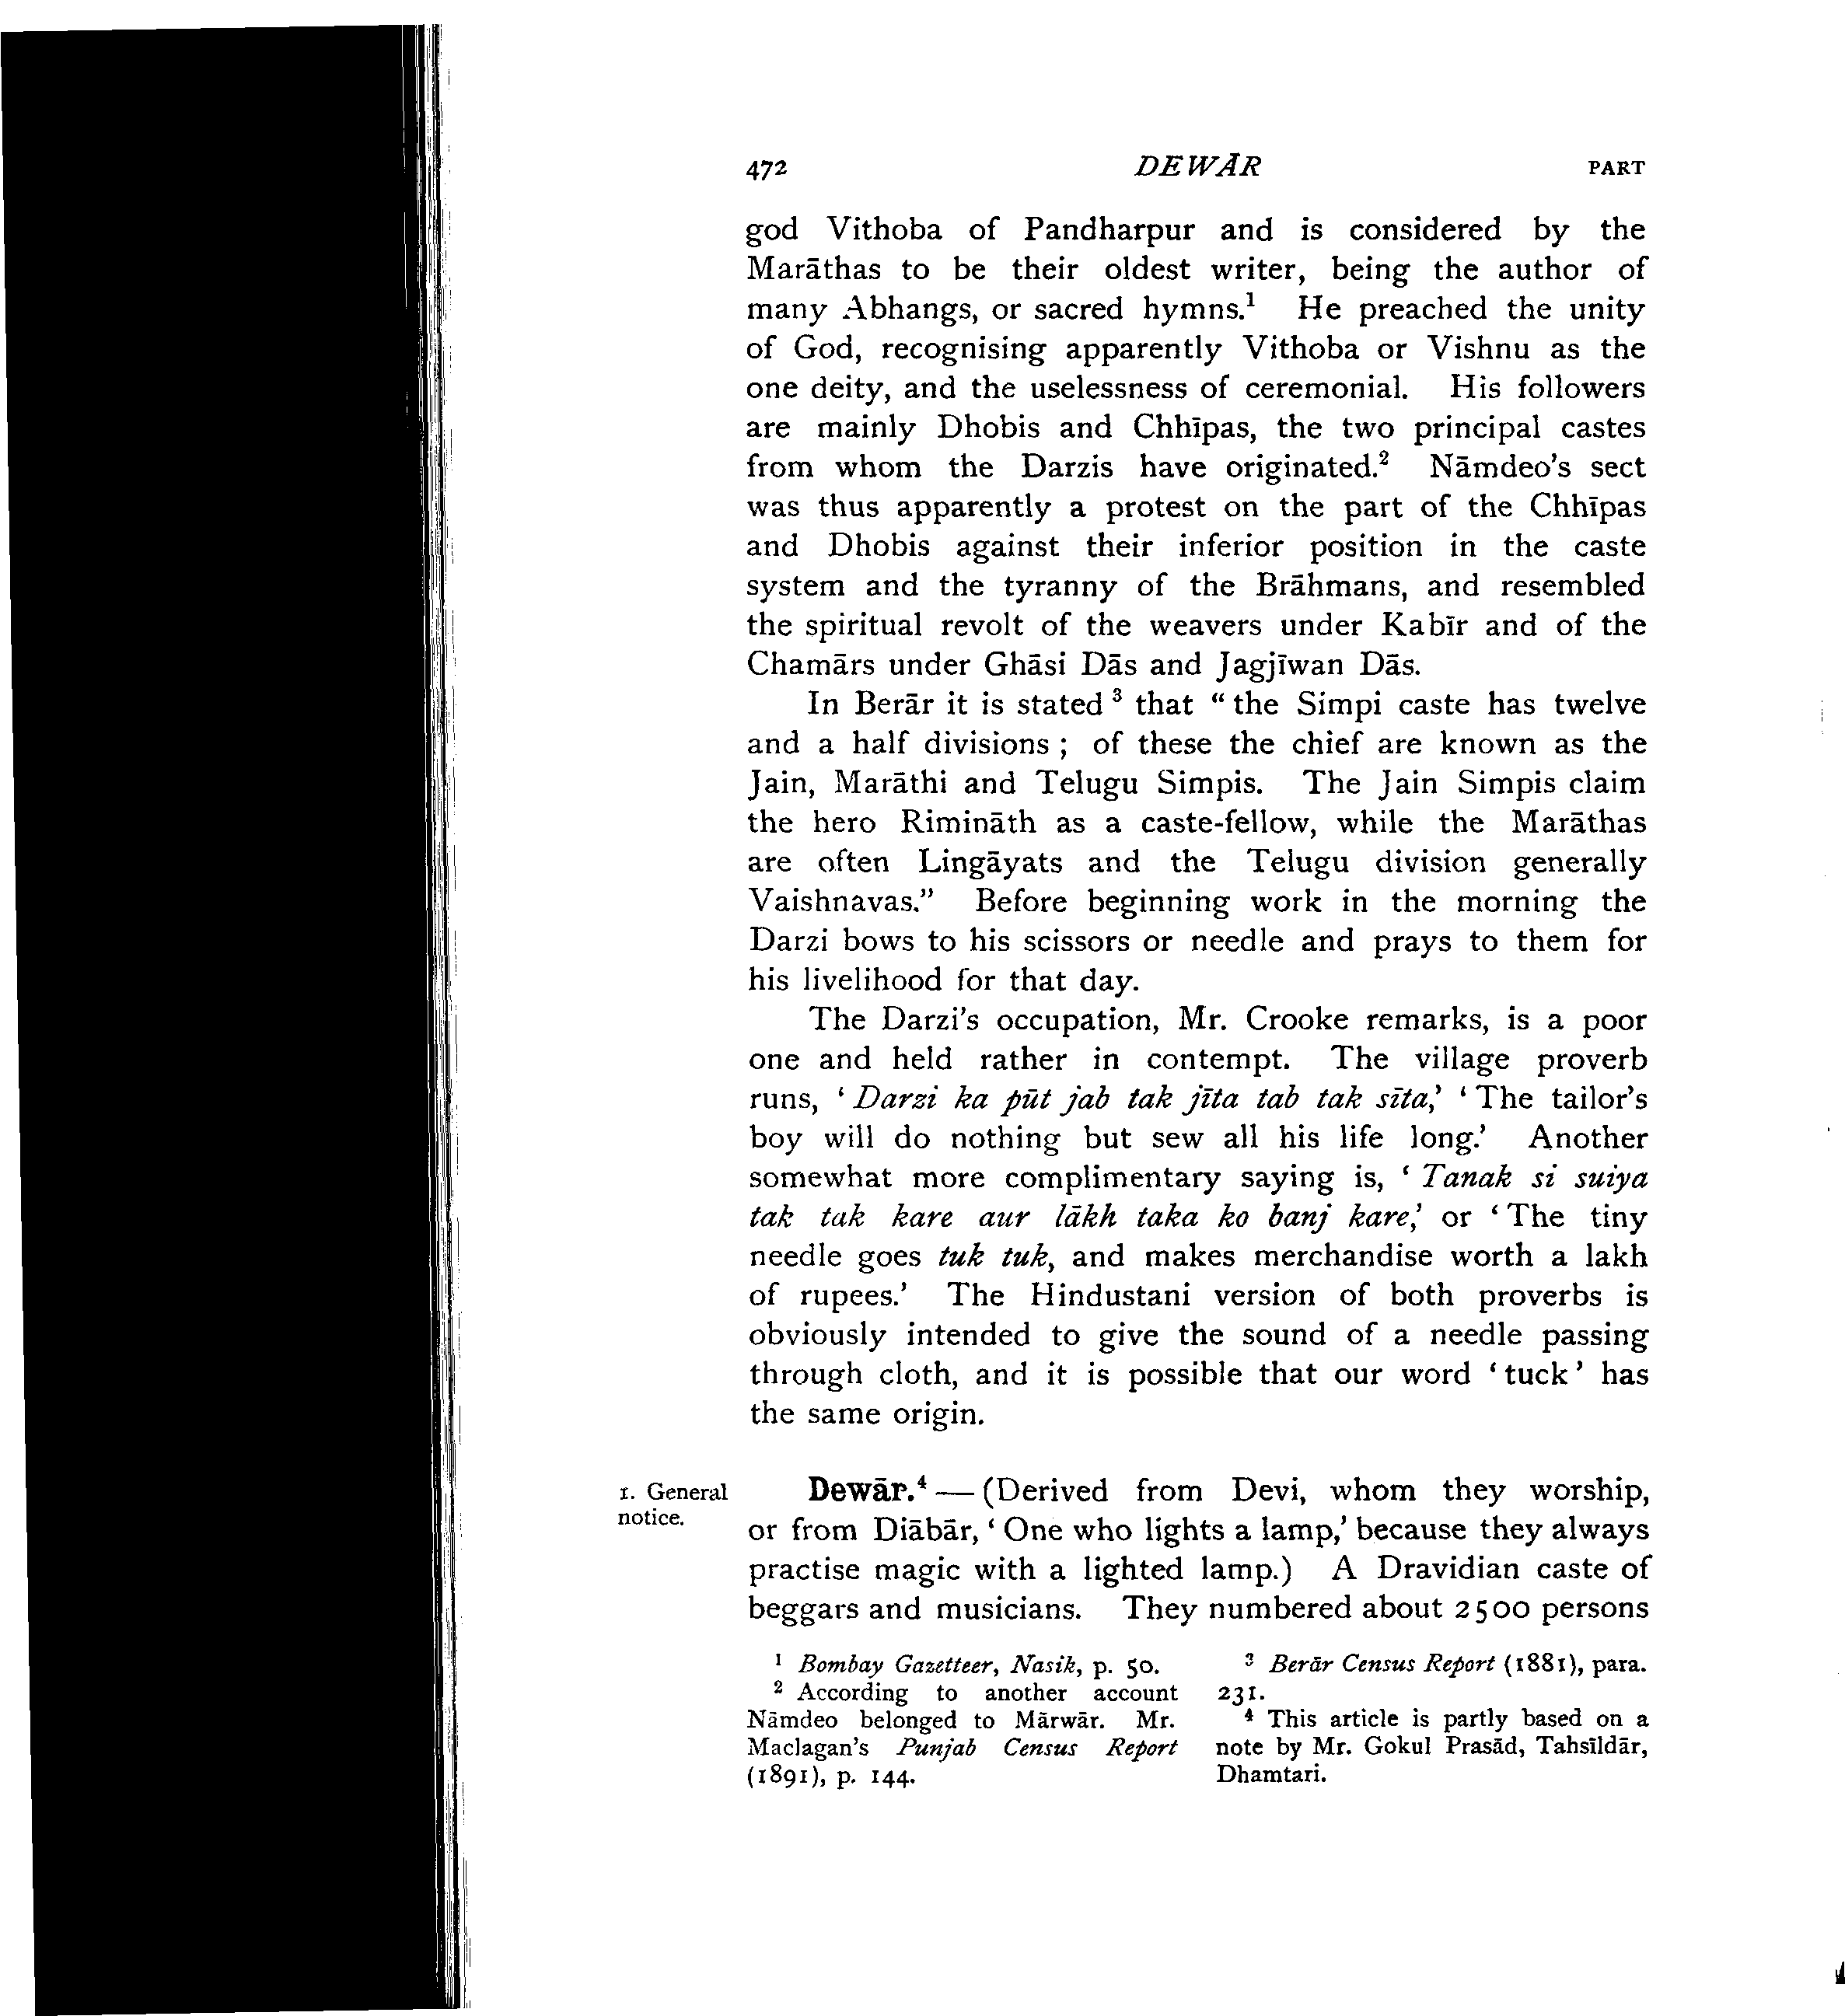 472 DEWĀR PART
god Vithoba of Pandharpur and is considered by the
Marāthas to be their oldest writer, being the author of
many Abhangs, or sacred hymns.¹ He preached the unity
of God, recognising apparently Vithoba or Vishnu as the
one deity, and the uselessness of ceremonial. His followers
are mainly Dhobis and Chhīpas, the two principal castes
from whom the Darzis have originated.² Nāmdeo's sect
was thus apparently a protest on the part of the Chhīpas
and Dhobis against their inferior position in the caste
system and the tyranny of the Brāhmans, and resembled
the spiritual revolt of the weavers under Kabīr and of the
Chamārs under Ghāsi Dās and Jagjīwan Dās.
In Berār it is stated ³ that “ the Simpi caste has twelve
and a half divisions ; of these the chief are known as the
Jain, Marāthi and Telugu Simpis. The Jain Simpis claim
the hero Rimināth as a caste-fellow, while the Marāthas
are often Lingāyats and the Telugu division generally
Vaishnavas.” Before beginning work in the morning the
Darzi bows to his scissors or needle and prays to them for
his livelihood for that day.
The Darzi's occupation, Mr. Crooke remarks, is a poor
one and held rather in contempt. The village proverb
runs, ‘ Darzi ka pūt jab tak jīta tab tak sīta,’ ‘ The tailor's
boy will do nothing but sew all his life long.’ Another
somewhat more complimentary saying is, ‘ Tanak si suiya
tak tak kare aur lākh taka ko banj kare,’ or ‘ The tiny
needle goes tuk tuk, and makes merchandise worth a lakh
of rupees.’ The Hindustani version of both proverbs is
obviously intended to give the sound of a needle passing
through cloth, and it is possible that our word ‘ tuck ’ has
the same origin.
1. General
notice.
Dewār.⁴ — (Derived from Devi, whom they worship,
or from Diābār, ‘ One who lights a lamp,’ because they always
practise magic with a lighted lamp.) A Dravidian caste of
beggars and musicians. They numbered about 2500 persons
¹ Bombay Gazetteer, Nasik, p. 50.
² According to another account
Nāmdeo belonged to Mārwār. Mr.
Maclagan's Punjab Census Report
(1891), p. 144.
³ Berār Census Report (1881), para.
231.
⁴ This article is partly based on a
note by Mr. Gokul Prasād, Tahsīldār,
Dhamtari.